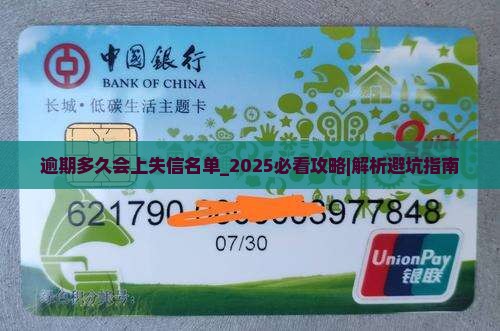 中国银行
BANK OF CHINA
长城·低碳生活主题卡
逾期多久会上失信名单_2025必看攻略|解析避坑指南
621790 977848
07/30
UnionPay
银联